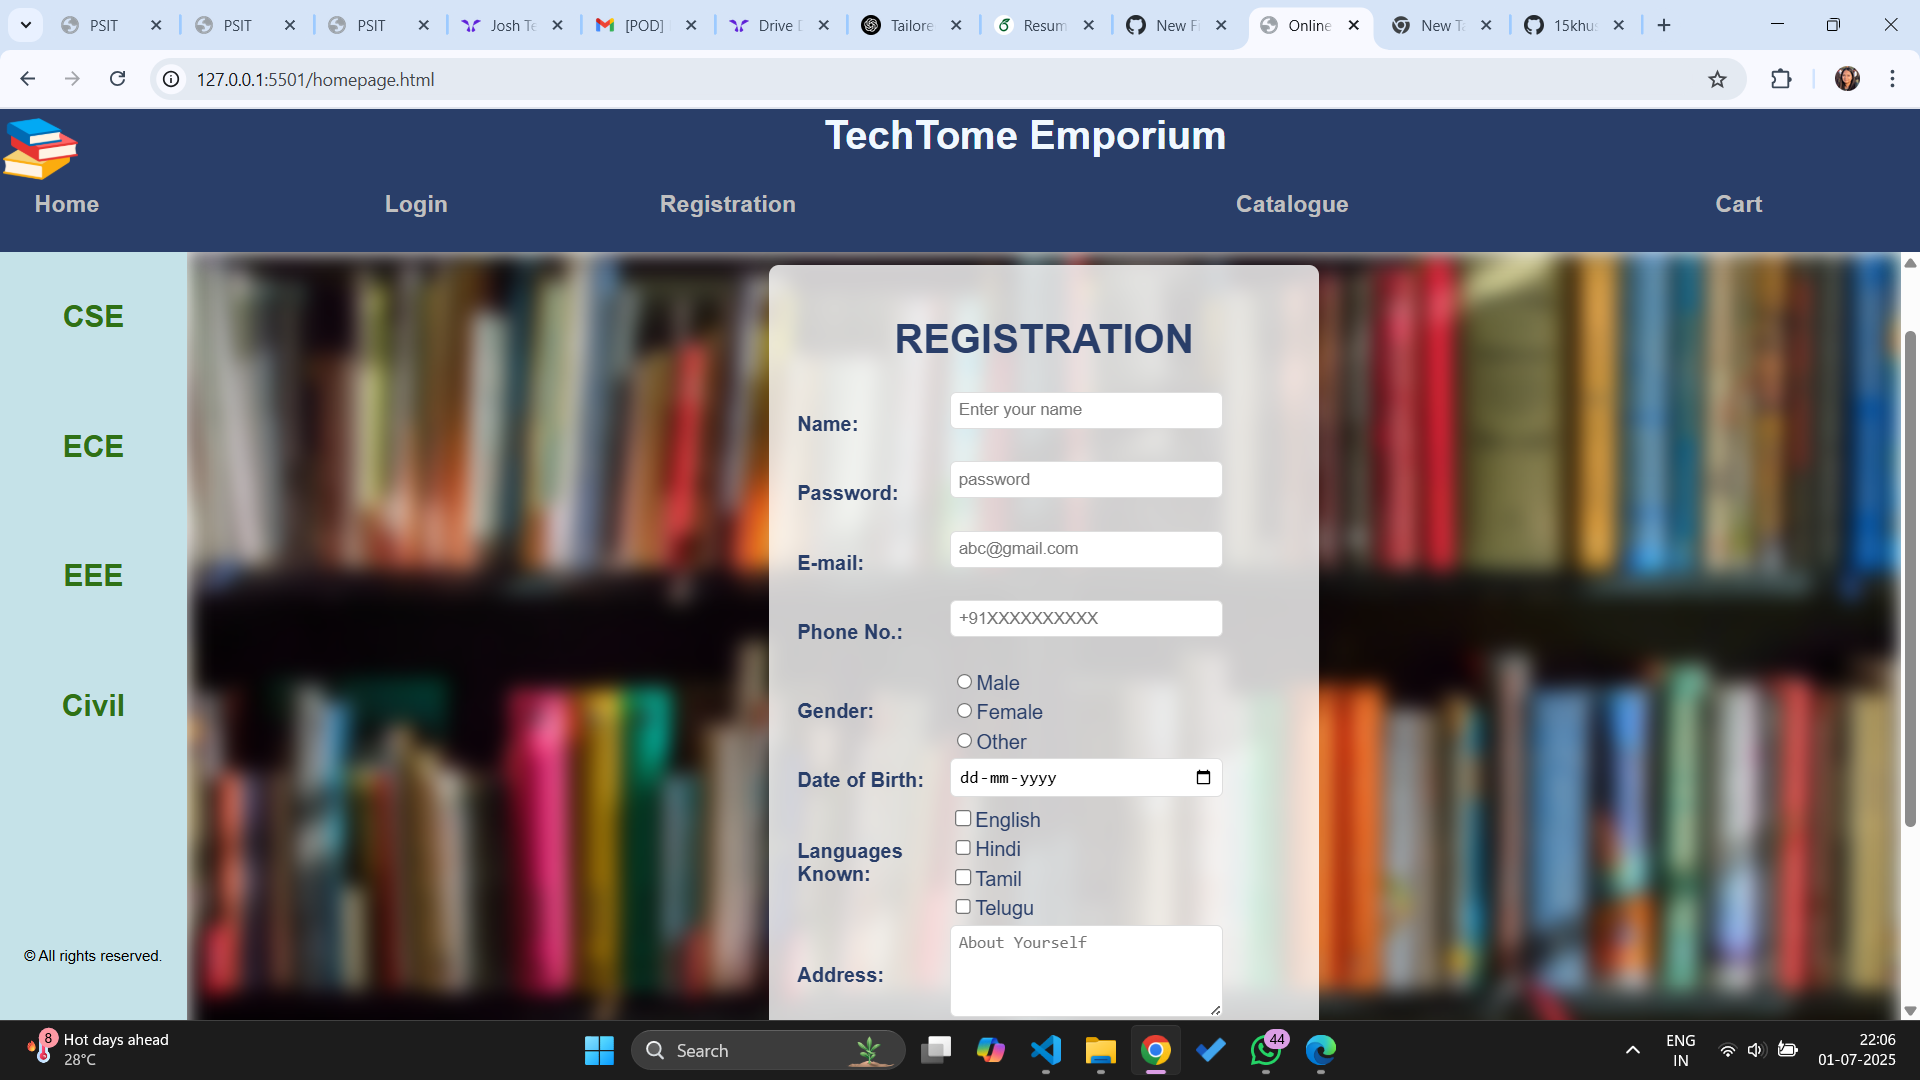 PSIT
PSIT
PSIT
Josh Te
[POD]
Drive D
Tailore
Resum
New Fi
Online
New Ta
15khu
127.0.0.1:5501/homepage.html
TechTome Emporium
Home Login Registration Catalogue Cart
CSE
ECE
EEE
Civil
© All rights reserved.
REGISTRATION
Name: Enter your name
Password: password
E-mail: abc@gmail.com
Phone No.: +91XXXXXXXXXX
Gender:
Male
Female
Other
Date of Birth: dd-mm-yyyy
Languages
Known:
English
Hindi
Tamil
Telugu
Address: About Yourself
8
Hot days ahead
28°C
Search
44
ENG
IN
22:06
01-07-2025